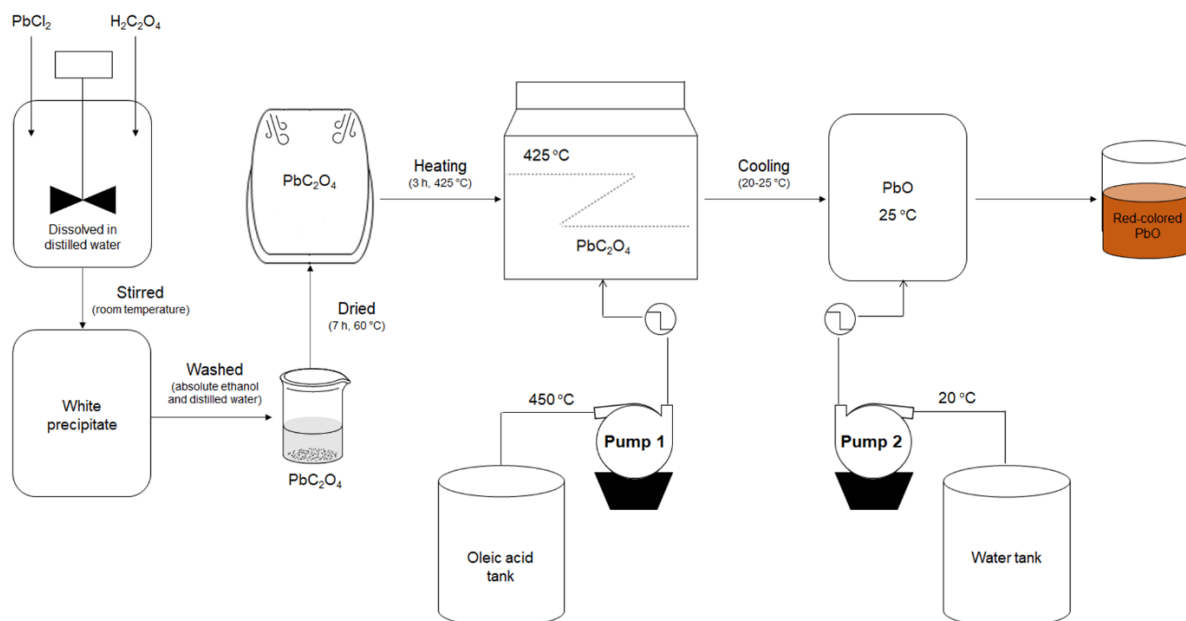 PbCl₂
H₂C₂O₄
Dissolved in
distilled water
Stirred
(room temperature)
White
precipitate
Washed
(absolute ethanol
and distilled water)
PbC₂O₄
Dried
(7 h, 60 °C)
PbC₂O₄
Heating
(3 h, 425 °C)
425 °C
PbC₂O₄
Cooling
(20-25 °C)
PbO
25 °C
Red-colored
PbO
450 °C
Pump 1
Oleic acid
tank
Pump 2
20 °C
Water tank